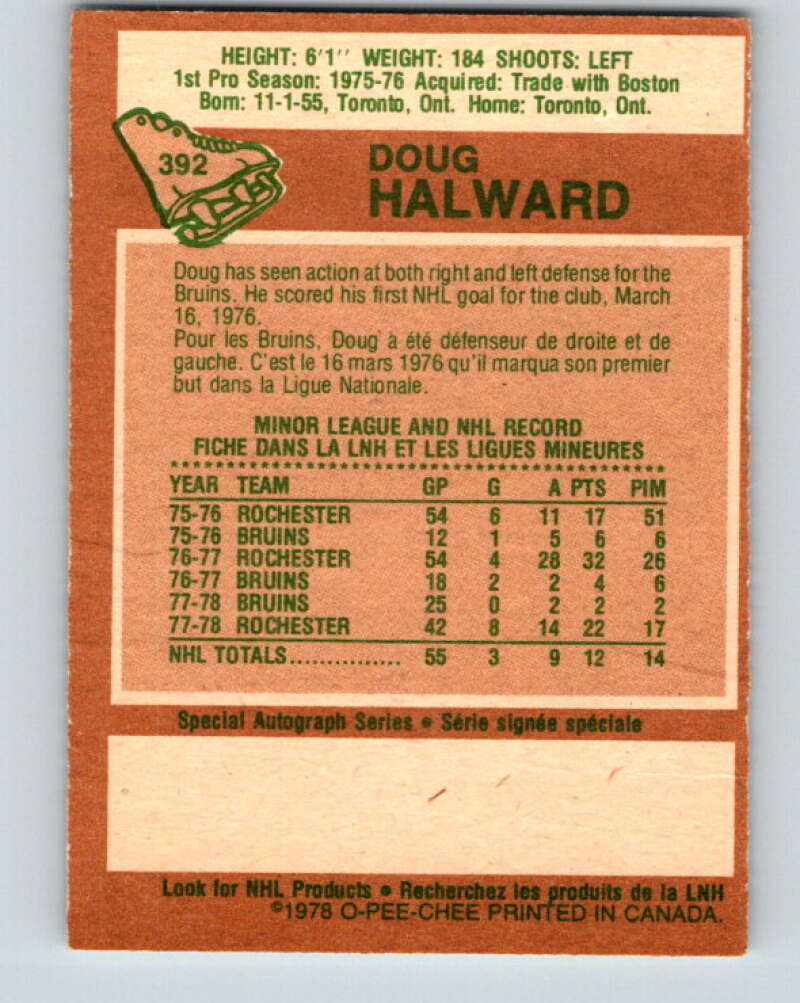 HEIGHT: 6'1'' WEIGHT: 184 SHOOTS: LEFT
1st Pro Season: 1975-76 Acquired: Trade with Boston
Born: 11-1-55, Toronto, Ont. Home: Toronto, Ont.
392
DOUG
HALWARD
Doug has seen action at both right and left defense for the
Bruins. He scored his first NHL goal for the club, March
16, 1976.
Pour les Bruins, Doug a été défenseur de droite et de
gauche. C'est le 16 mars 1976 qu'il marqua son premier
but dans la Ligue Nationale.
MINOR LEAGUE AND NHL RECORD
FICHE DANS LA LNH ET LES LIGUES MINEURES
YEAR TEAM GP G A PTS PIM
75-76 ROCHESTER 54 6 11 17 51
75-76 BRUINS 12 1 5 6 6
76-77 ROCHESTER 54 4 28 32 26
76-77 BRUINS 18 2 2 4 6
77-78 BRUINS 25 0 2 2 2
77-78 ROCHESTER 42 8 14 22 17
NHL TOTALS............... 55 3 9 12 14
Special Autograph Series • Série signée spéciale
Look for NHL Products • Recherchez les produits de la LNH
©1978 O-PEE-CHEE PRINTED IN CANADA.